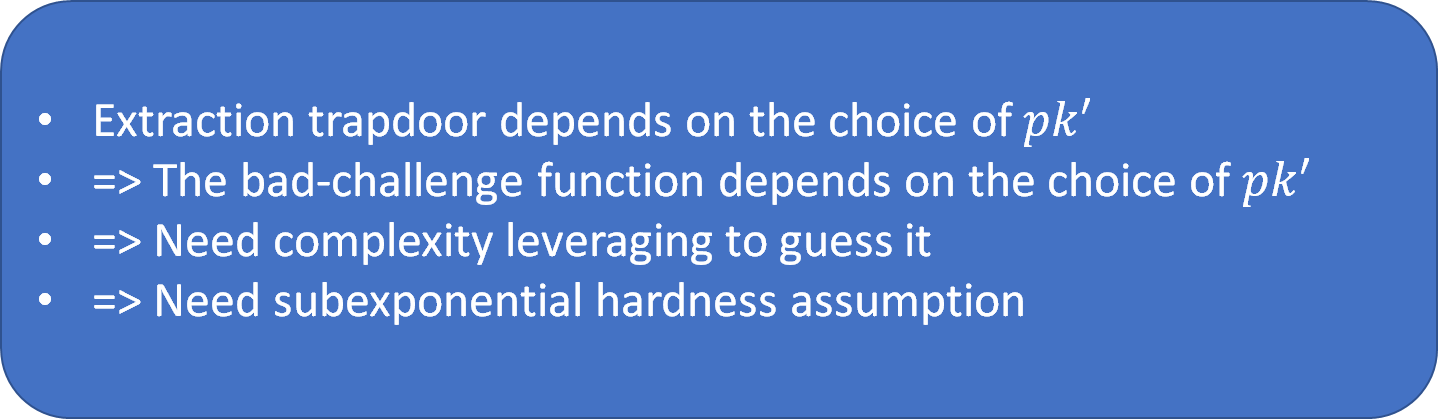 • Extraction trapdoor depends on the choice of pk′
• => The bad-challenge function depends on the choice of pk′
• => Need complexity leveraging to guess it
• => Need subexponential hardness assumption